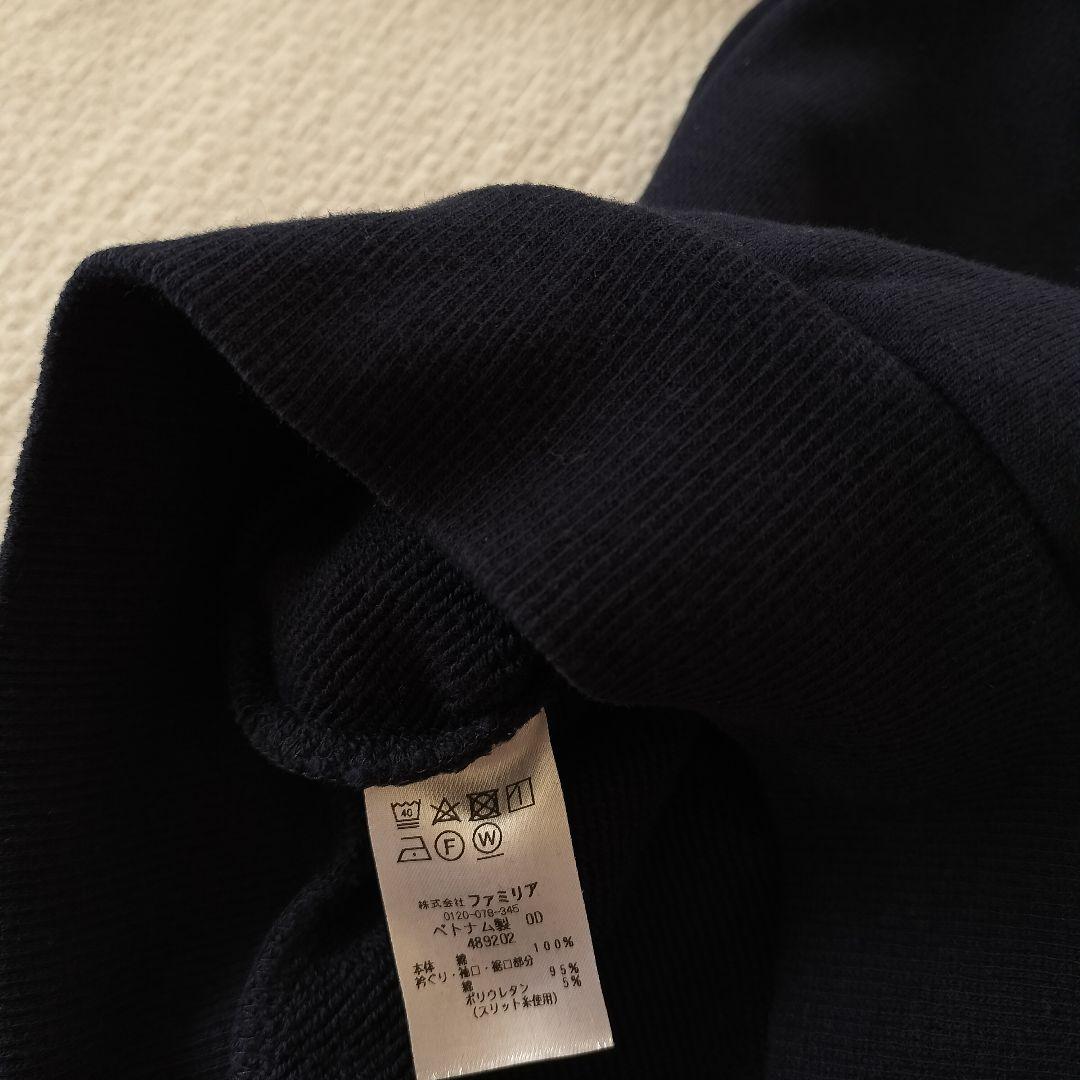 40
F W
株式会社 ファミリア
0120-078-345
ベトナム製 OD
489202
本体 綿 100%
衿ぐり・袖口・裾口部分
綿 95%
ポリウレタン 5%
(スリット糸使用)